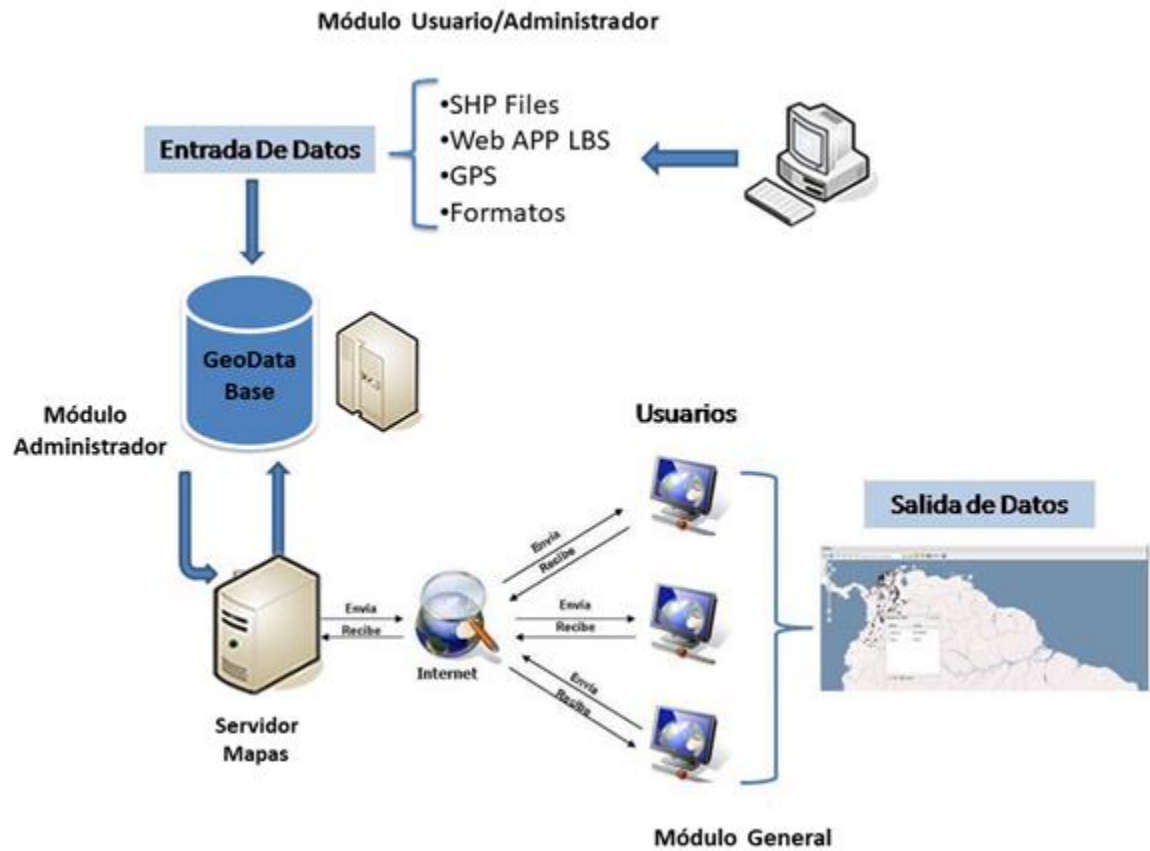 Módulo Usuario/Administrador
Entrada De Datos
•SHP Files
•Web APP LBS
•GPS
•Formatos
GeoData
Base
Módulo
Administrador
Usuarios
Salida de Datos
Envia
Recibe
Envia
Recibe
Envia
Recibe
Envia
Recibe
Internet
Servidor
Mapas
Módulo General